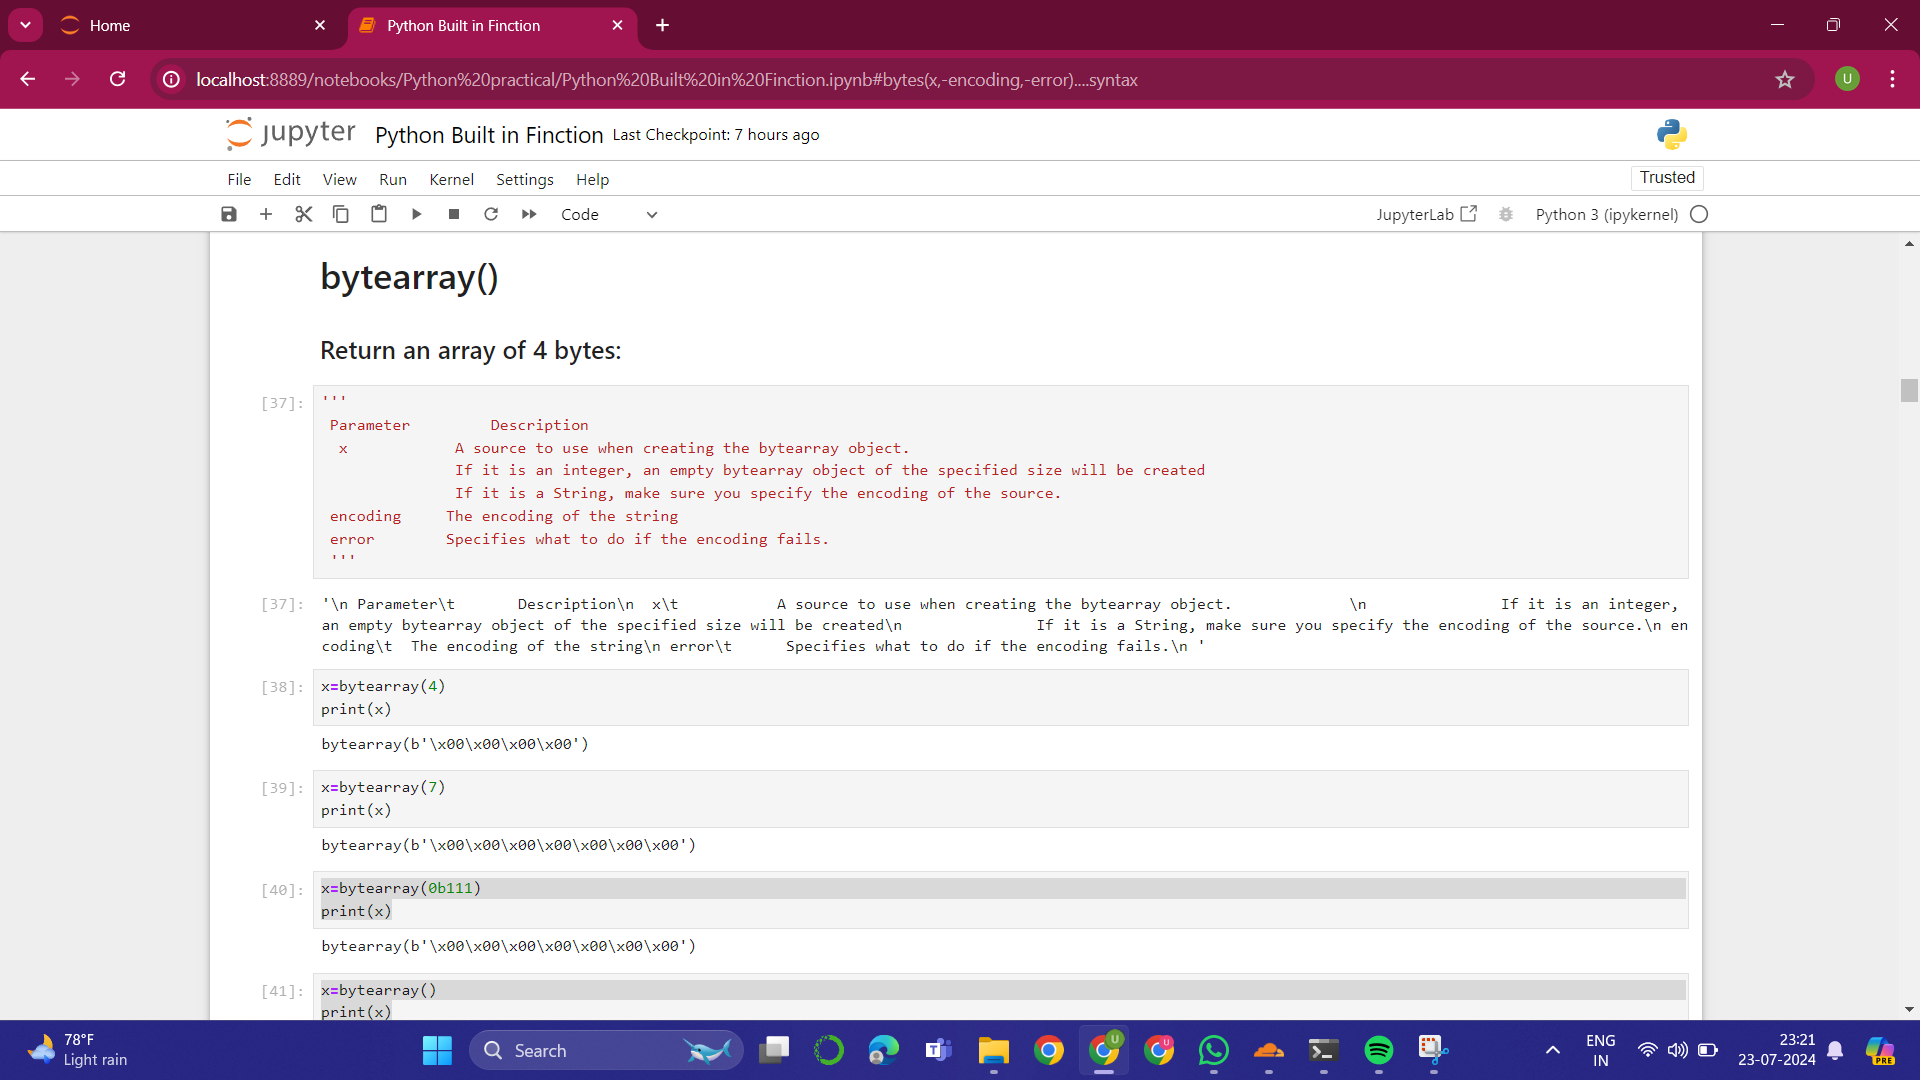 Home
Python Built in Finction
localhost:8889/notebooks/Python%20practical/Python%20Built%20in%20Finction.ipynb#bytes(x,-encoding,-error)....syntax
U
jupyter Python Built in Finction Last Checkpoint: 7 hours ago
File Edit View Run Kernel Settings Help
Trusted
Code
JupyterLab Python 3 (ipykernel)
bytearray()
Return an array of 4 bytes:
[37]: '''
Parameter Description
x A source to use when creating the bytearray object.
If it is an integer, an empty bytearray object of the specified size will be created
If it is a String, make sure you specify the encoding of the source.
encoding The encoding of the string
error Specifies what to do if the encoding fails.
'''
[37]: '\n Parameter\t Description\n x\t A source to use when creating the bytearray object. \n If it is an integer,
an empty bytearray object of the specified size will be created\n If it is a String, make sure you specify the encoding of the source.\n en
coding\t The encoding of the string\n error\t Specifies what to do if the encoding fails.\n '
[38]: x=bytearray(4)
print(x)
bytearray(b'\x00\x00\x00\x00')
[39]: x=bytearray(7)
print(x)
bytearray(b'\x00\x00\x00\x00\x00\x00\x00')
[40]: x=bytearray(0b111)
print(x)
bytearray(b'\x00\x00\x00\x00\x00\x00\x00')
[41]: x=bytearray()
print(x)
78°F
Light rain
Search
U
U
ENG
IN
23:21
23-07-2024
PRE